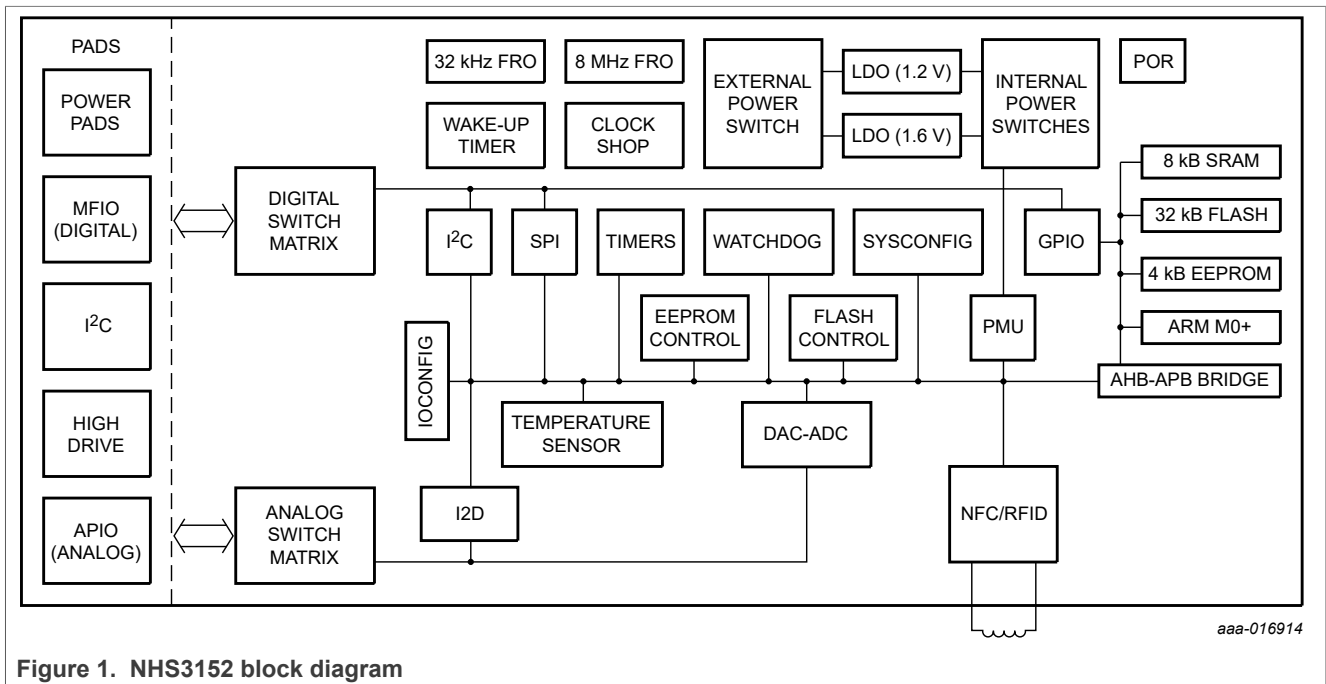 PADS
POWER
PADS
MFIO
(DIGITAL)
I²C
HIGH
DRIVE
APIO
(ANALOG)
32 kHz FRO
8 MHz FRO
WAKE-UP
TIMER
CLOCK
SHOP
EXTERNAL
POWER
SWITCH
LDO (1.2 V)
LDO (1.6 V)
INTERNAL
POWER
SWITCHES
POR
8 kB SRAM
32 kB FLASH
4 kB EEPROM
ARM M0+
AHB-APB BRIDGE
DIGITAL
SWITCH
MATRIX
I²C
SPI
TIMERS
WATCHDOG
SYSCONFIG
GPIO
EEPROM
CONTROL
FLASH
CONTROL
PMU
IOCONFIG
TEMPERATURE
SENSOR
DAC-ADC
ANALOG
SWITCH
MATRIX
I2D
NFC/RFID
aaa-016914
Figure 1. NHS3152 block diagram